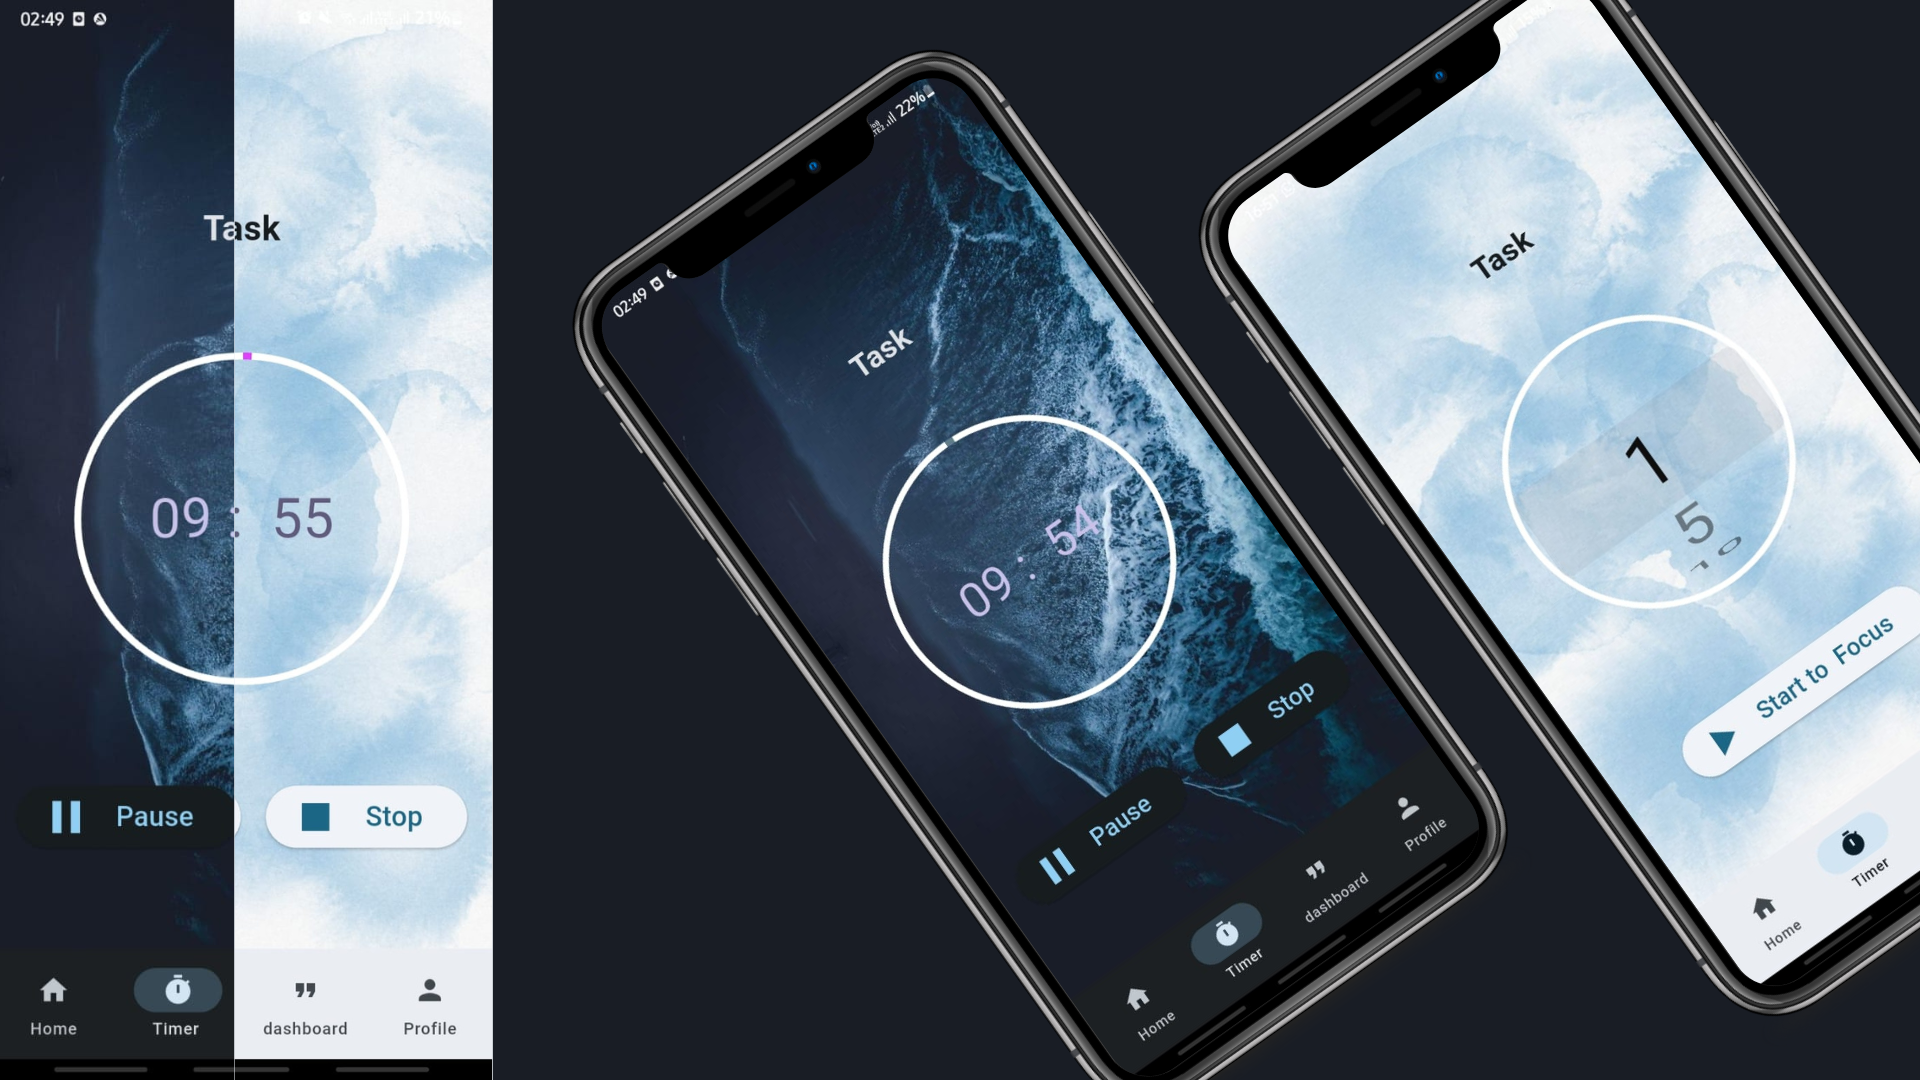 02:49
21%
Task
09 : 55
Pause
Stop
Home
Timer
dashboard
Profile
02:49
22%
Task
09 : 54
Pause
Stop
Home
Timer
dashboard
Profile
Task
1
5
10
Start to Focus
Home
Timer